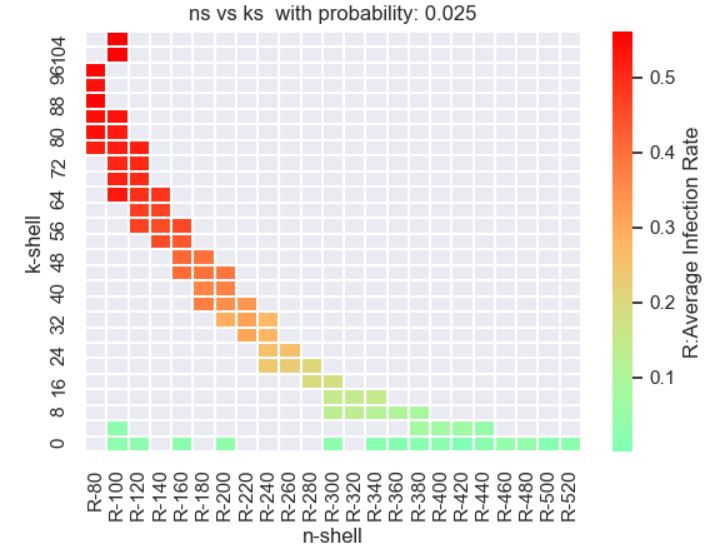 ns vs ks with probability: 0.025
k-shell
104
96
88
80
72
64
56
48
40
32
24
16
8
0
R-80
R-100
R-120
R-140
R-160
R-180
R-200
R-220
R-240
R-260
R-280
R-300
R-320
R-340
R-360
R-380
R-400
R-420
R-440
R-460
R-480
R-500
R-520
n-shell
0.5
0.4
0.3
0.2
0.1
R:Average Infection Rate